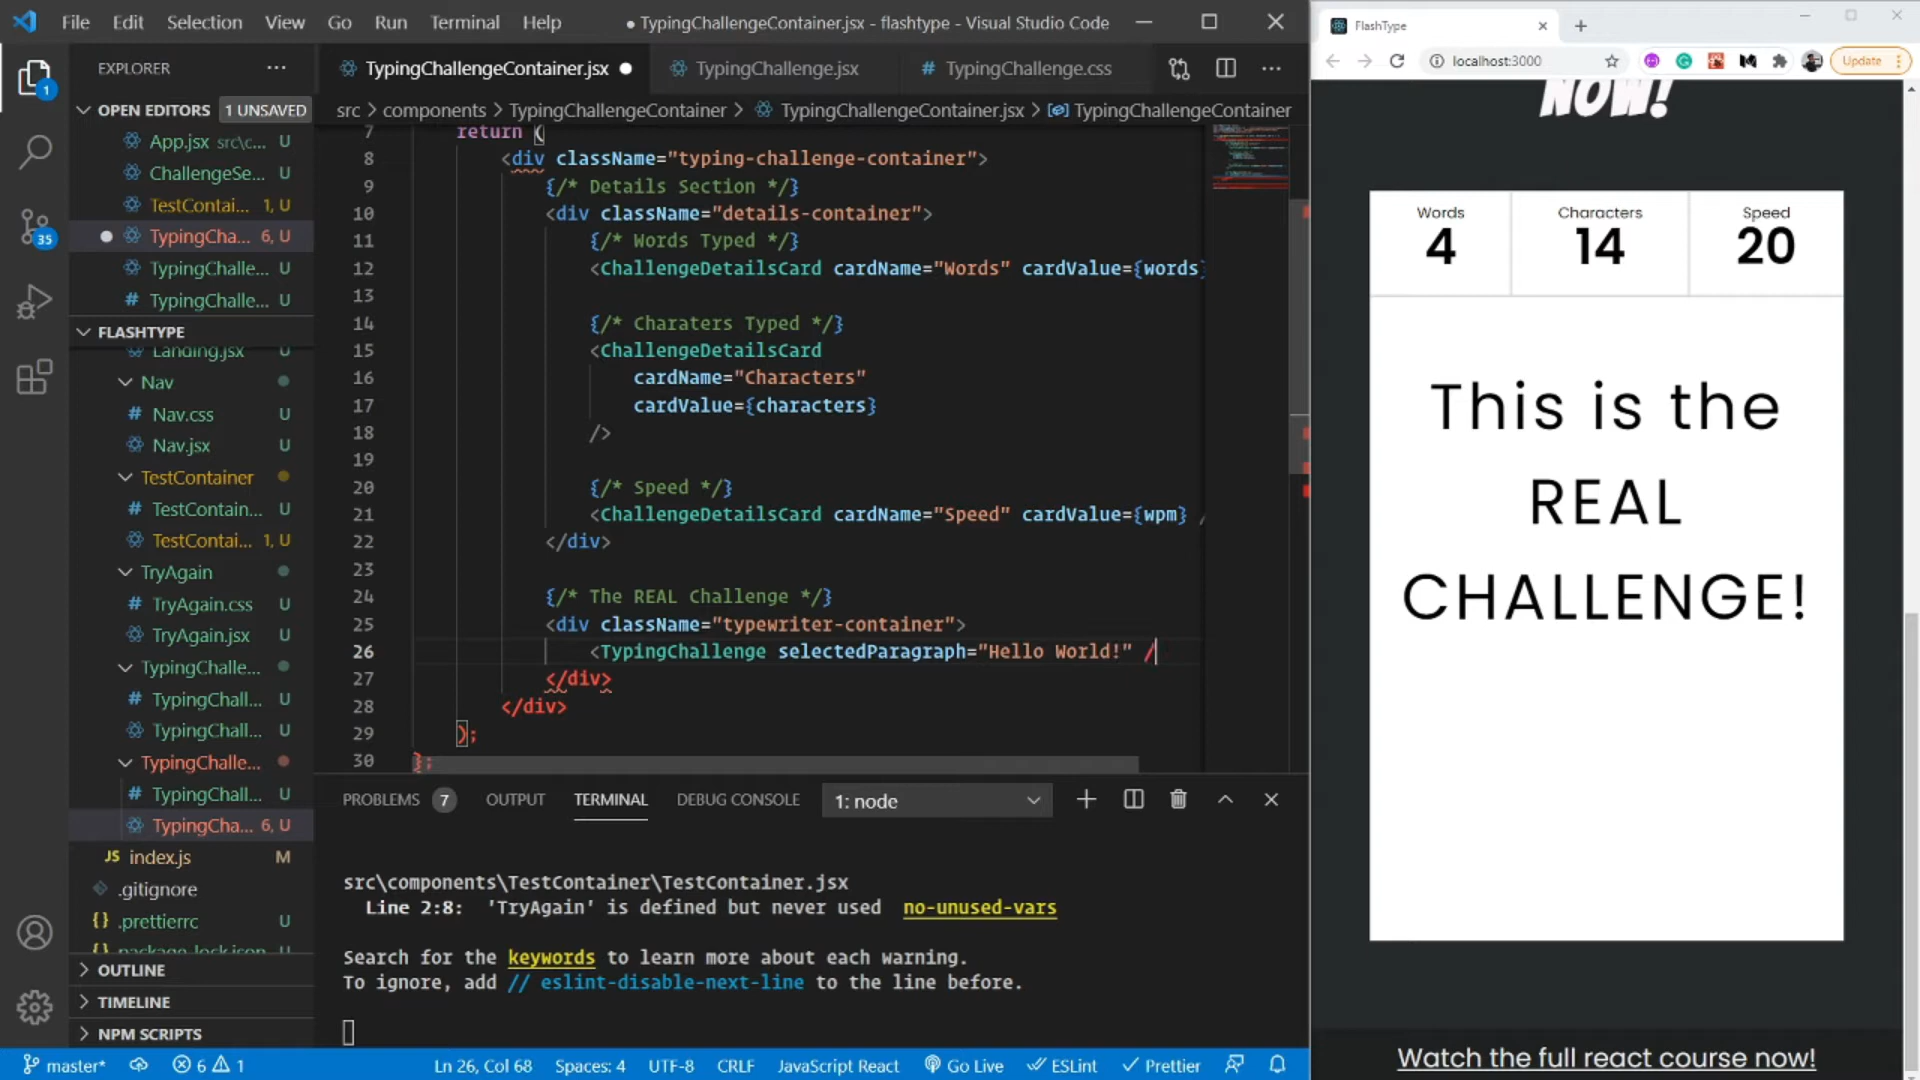 File Edit Selection View Go Run Terminal Help
● TypingChallengeContainer.jsx - flashtype - Visual Studio Code
EXPLORER ···
OPEN EDITORS 1 UNSAVED
App.jsx src\c... U
ChallengeSe... U
TestContai... 1, U
TypingCha... 6, U
TypingChalle... U
# TypingChalle... U
FLASHTYPE
Landing.jsx U
Nav
# Nav.css U
Nav.jsx U
TestContainer
# TestContain... U
TestContai... 1, U
TryAgain
# TryAgain.css U
TryAgain.jsx U
TypingChalle...
# TypingChall... U
TypingChall... U
TypingChalle...
# TypingChall... U
TypingCha... 6, U
JS index.js M
.gitignore
{} .prettierrc U
{} package-lock.json U
OUTLINE
TIMELINE
NPM SCRIPTS
1
35
TypingChallengeContainer.jsx ● TypingChallenge.jsx # TypingChallenge.css
src > components > TypingChallengeContainer > TypingChallengeContainer.jsx > TypingChallengeContainer
7 return (
8 <div className="typing-challenge-container">
9 {/* Details Section */}
10 <div className="details-container">
11 {/* Words Typed */}
12 <ChallengeDetailsCard cardName="Words" cardValue={words}
13
14 {/* Charaters Typed */}
15 <ChallengeDetailsCard
16 cardName="Characters"
17 cardValue={characters}
18 />
19
20 {/* Speed */}
21 <ChallengeDetailsCard cardName="Speed" cardValue={wpm} /
22 </div>
23
24 {/* The REAL Challenge */}
25 <div className="typewriter-container">
26 <TypingChallenge selectedParagraph="Hello World!" /
27 </div>
28 </div>
29 );
30 };
PROBLEMS 7 OUTPUT TERMINAL DEBUG CONSOLE 1: node
src\components\TestContainer\TestContainer.jsx
Line 2:8: 'TryAgain' is defined but never used no-unused-vars
Search for the keywords to learn more about each warning.
To ignore, add // eslint-disable-next-line to the line before.
master* 6 1 Ln 26, Col 68 Spaces: 4 UTF-8 CRLF JavaScript React Go Live ESLint Prettier
FlashType
localhost:3000 Update
NOW!
Words Characters Speed
4 14 20
This is the
REAL
CHALLENGE!
Watch the full react course now!